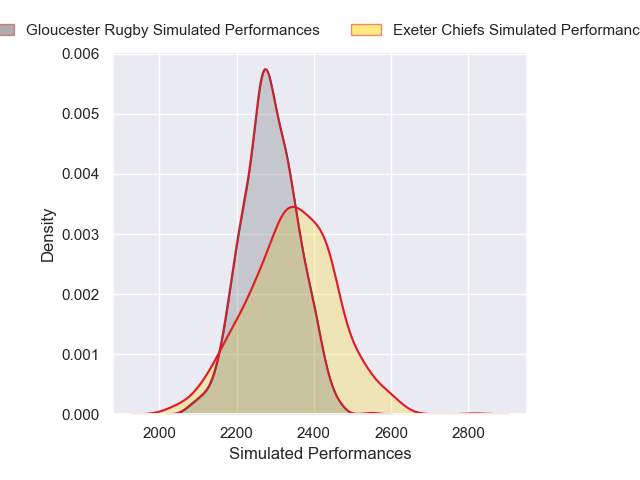 Gloucester Rugby Simulated Performances
Exeter Chiefs Simulated Performanc
0.006
0.005
0.004
0.003
0.002
0.001
0.000
Density
2000 2200 2400 2600 2800
Simulated Performances